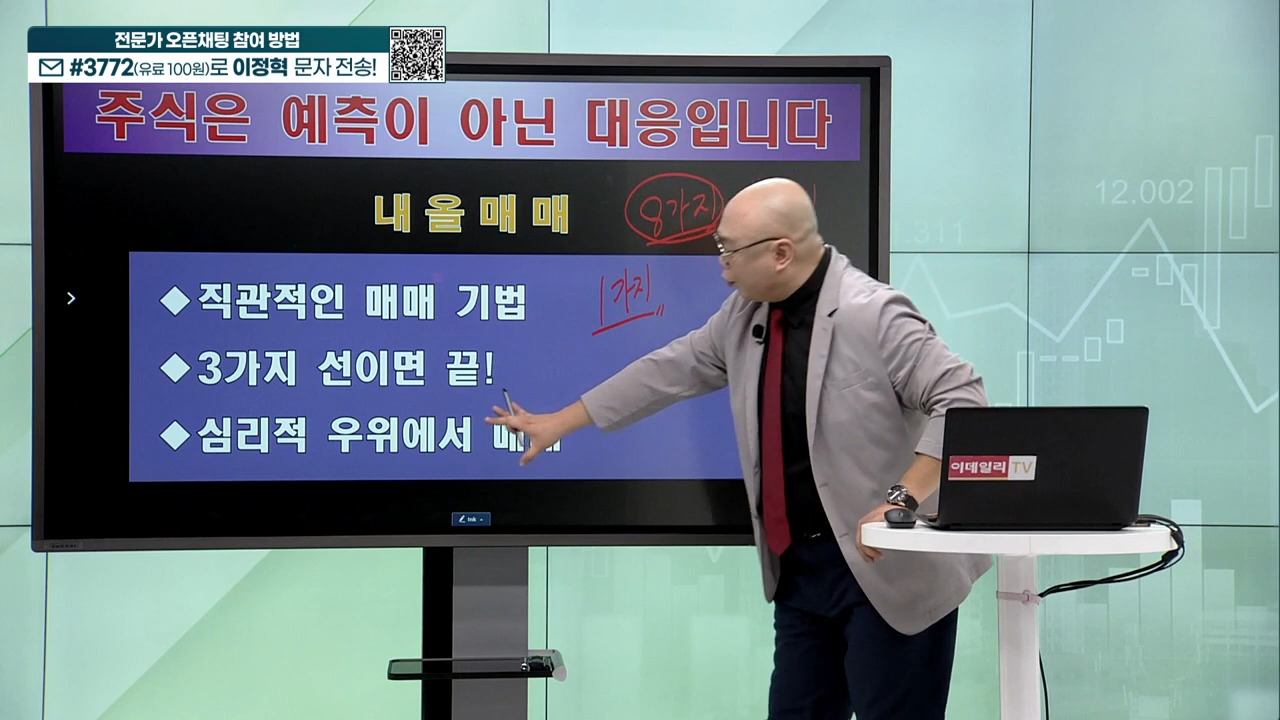 전문가 오픈채팅 참여 방법
#3772(유료 100원)로 이정혁 문자 전송!
주식은 예측이 아닌 대응입니다
내올매매
8가지
◆직관적인 매매 기법
1가지
◆3가지 선이면 끝!
◆심리적 우위에서
Ink
이데일리TV
12.002
311